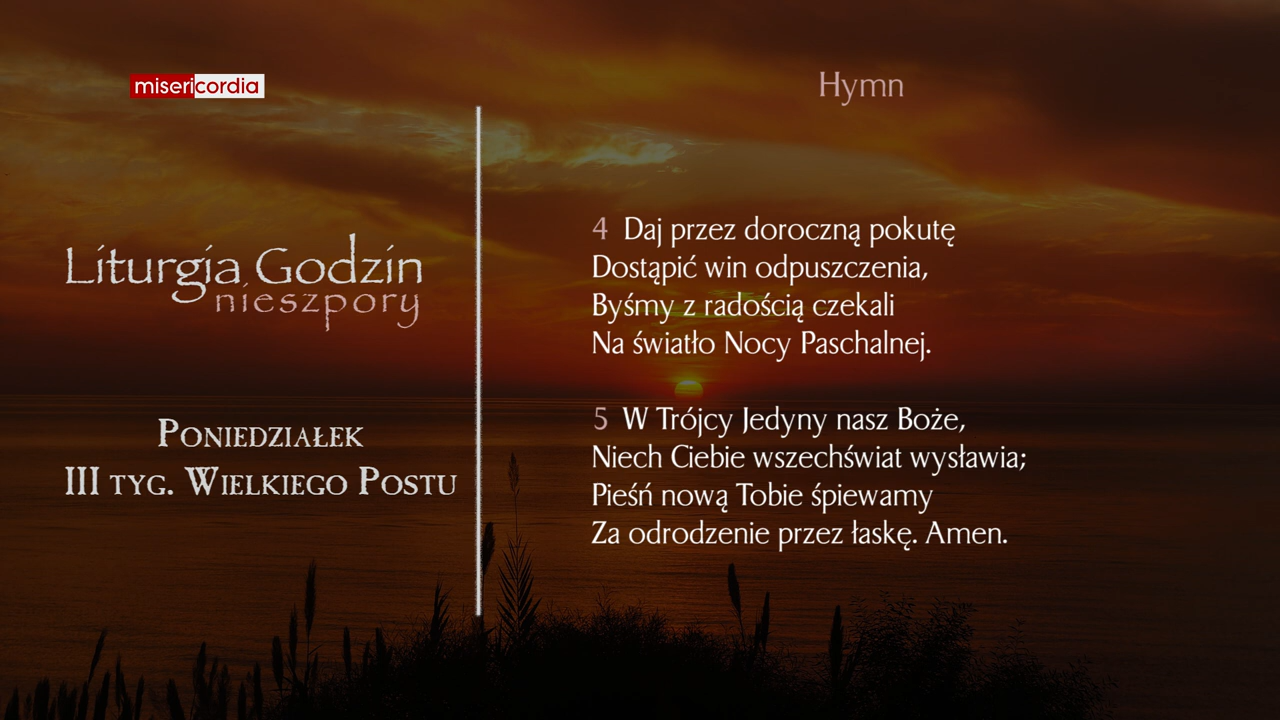 misericordia
Liturgia Godzin
nieszpory
Poniedziałek
III tyg. Wielkiego Postu
Hymn
4 Daj przez doroczną pokutę
Dostąpić win odpuszczenia,
Byśmy z radością czekali
Na światło Nocy Paschalnej.
5 W Trójcy Jedyny nasz Boże,
Niech Ciebie wszechświat wysławia;
Pieśń nową Tobie śpiewamy
Za odrodzenie przez łaskę. Amen.